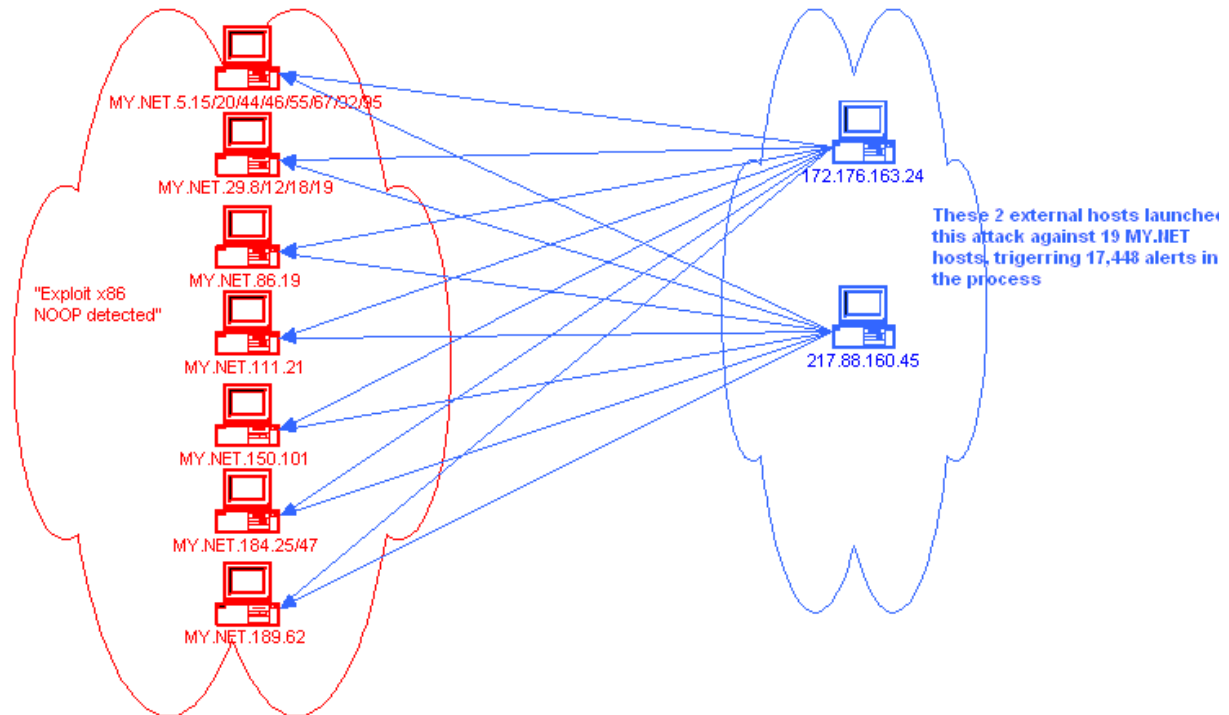 MY.NET.5.15/20/44/46/55/67/92/95
MY.NET.29.8/12/18/19
MY.NET.86.19
"Exploit x86
NOOP detected"
MY.NET.111.21
MY.NET.150.101
MY.NET.184.25/47
MY.NET.189.62
172.176.163.24
These 2 external hosts launched
this attack against 19 MY.NET
hosts, trigerring 17,448 alerts in
the process
217.88.160.45